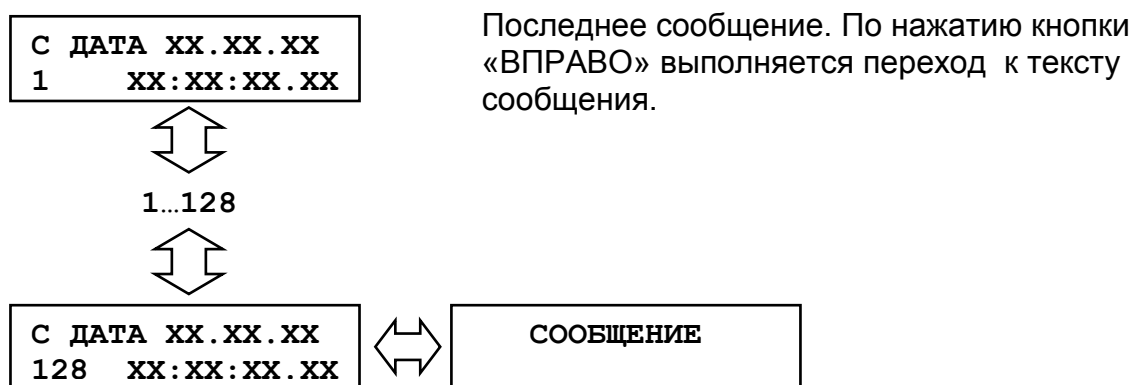 С ДАТА XX.XX.XX
1 XX:XX:XX.XX
Последнее сообщение. По нажатию кнопки
«ВПРАВО» выполняется переход к тексту
сообщения.
1…128
С ДАТА XX.XX.XX
128 XX:XX:XX.XX
СООБЩЕНИЕ